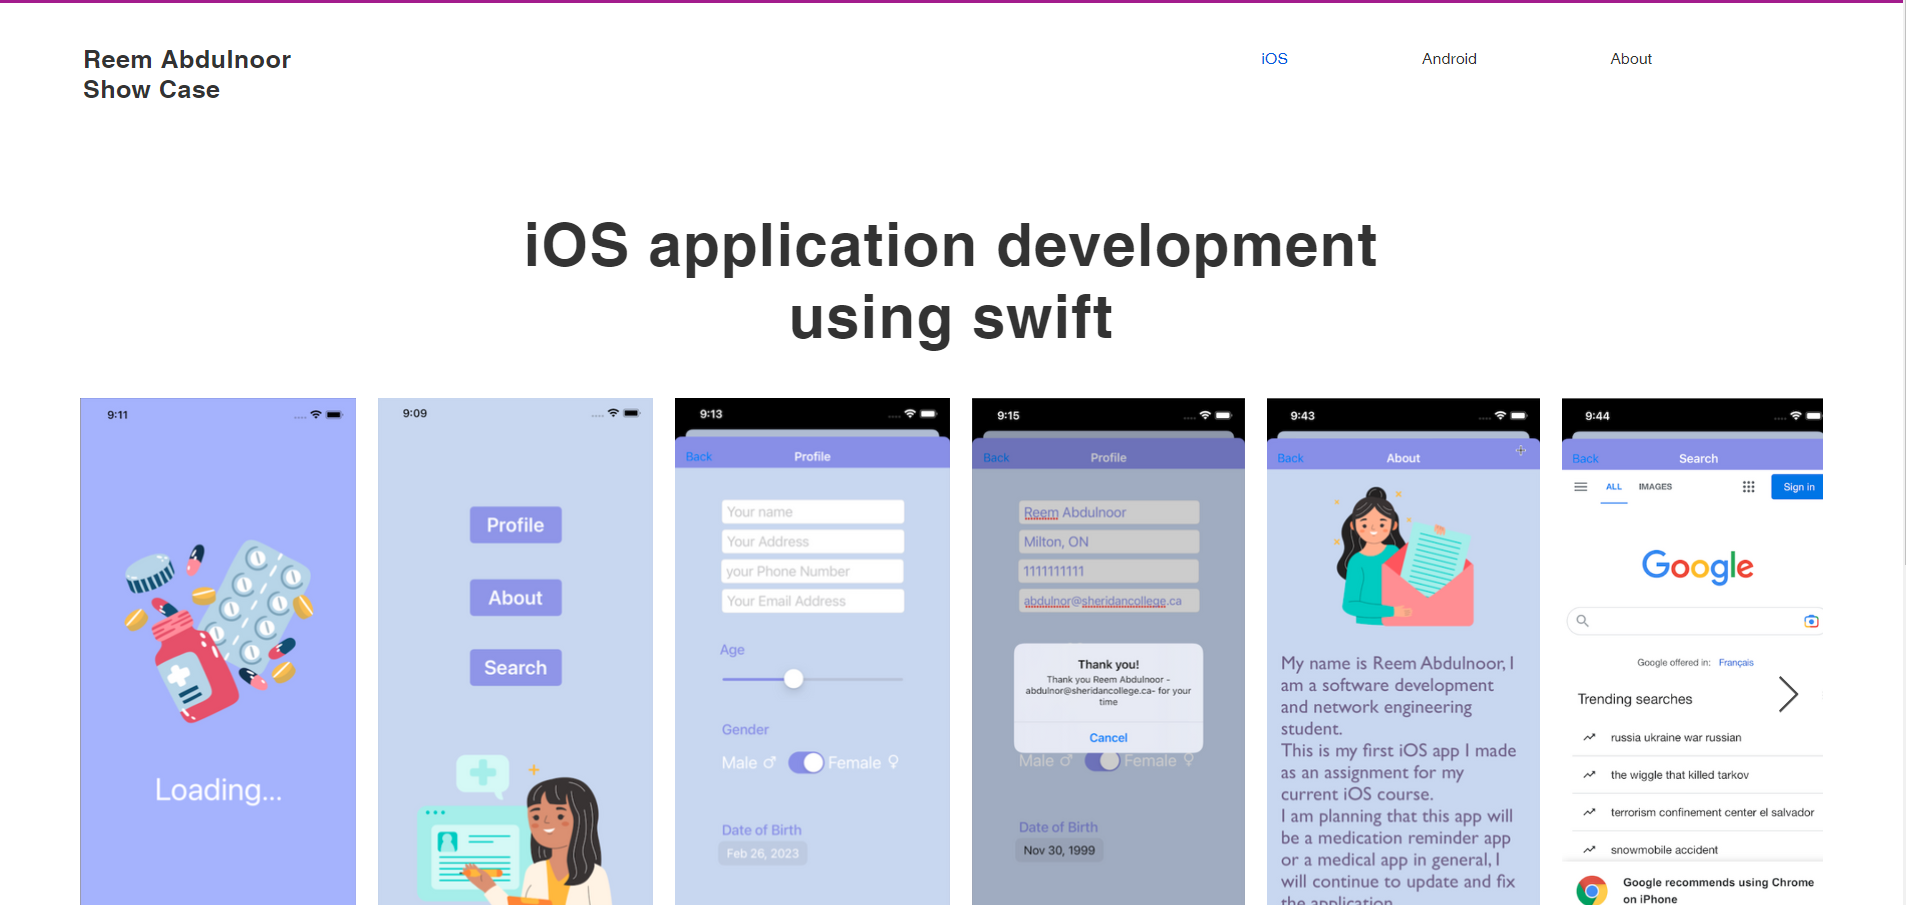 Reem Abdulnoor
Show Case
iOS
Android
About
iOS application development
using swift
9:11
Loading...
9:09
Profile
About
Search
9:13
Back
Profile
Your name
Your Address
your Phone Number
Your Email Address
Age
Gender
Male ♂
Female ♀
Date of Birth
Feb 26, 2023
9:15
Back
Profile
Reem Abdulnoor
Milton, ON
1111111111
abdulnor@sheridancollege.ca
Thank you!
Thank you Reem Abdulnoor -
abdulnor@sheridancollege.ca- for your
time
Cancel
Male ♂
Female ♀
Date of Birth
Nov 30, 1999
9:43
Back
About
My name is Reem Abdulnoor, I
am a software development
and network engineering
student.
This is my first iOS app I made
as an assignment for my
current iOS course.
I am planning that this app will
be a medication reminder app
or a medical app in general, I
will continue to update and fix
the application.
9:44
Back
Search
ALL
IMAGES
Sign in
Google
Google offered in: Français
Trending searches
russia ukraine war russian
the wiggle that killed tarkov
terrorism confinement center el salvador
snowmobile accident
Google recommends using Chrome
on iPhone